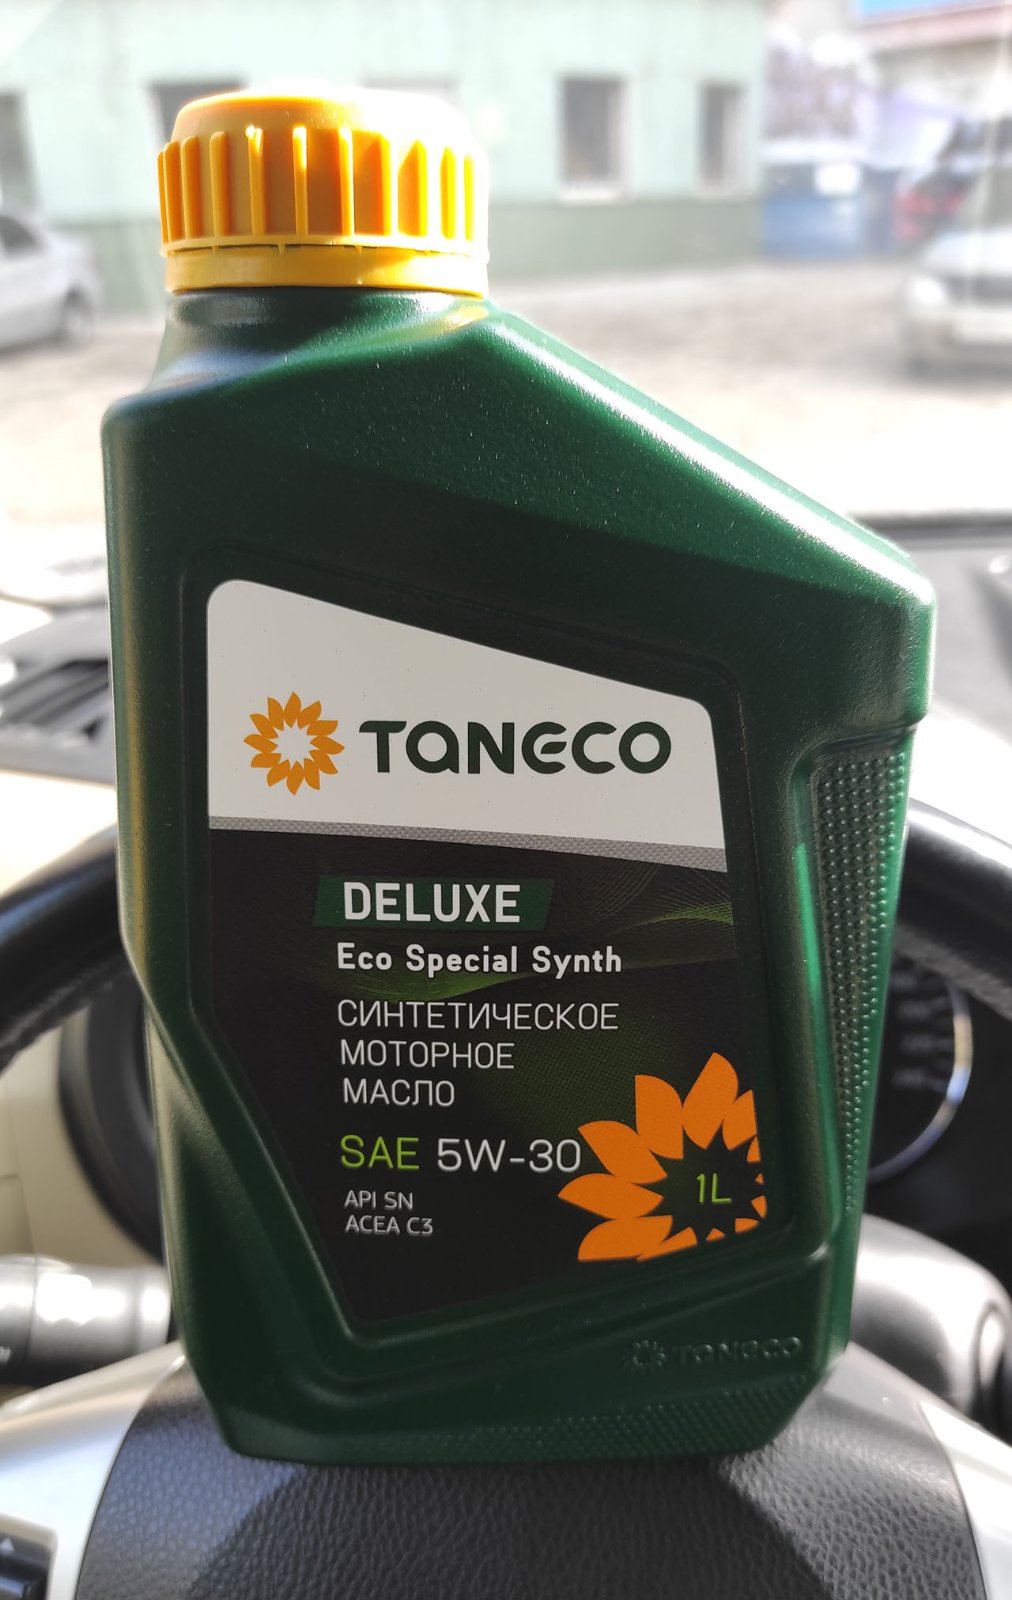 TANECO
DELUXE
Eco Special Synth
СИНТЕТИЧЕСКОЕ
МОТОРНОЕ
МАСЛО
SAE 5W-30
1L
API SN
ACEA C3
TANECO